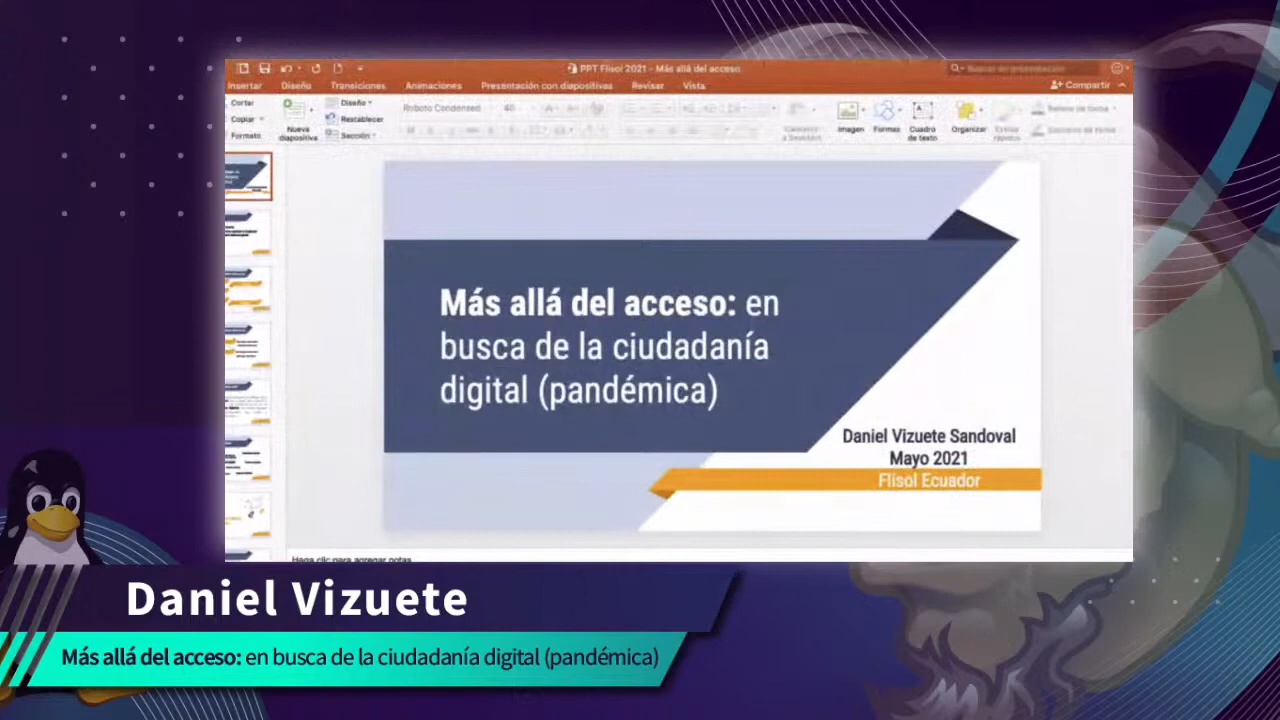 PPT Flisol 2021 - Más allá del acceso
Insertar Diseño Transiciones Animaciones Presentación con diapositivas Revisar Vista Compartir
Cortar
Copiar
Formato
Nueva
diapositiva
Diseño
Restablecer
Sección
Roboto Condensed 40
Imagen
Formas
Cuadro
de texto
Organizar
Más allá del acceso: en
busca de la ciudadanía
digital (pandémica)
Daniel Vizuete Sandoval
Mayo 2021
Flisol Ecuador
Haga clic para agregar notas
Daniel Vizuete
Más allá del acceso: en busca de la ciudadanía digital (pandémica)